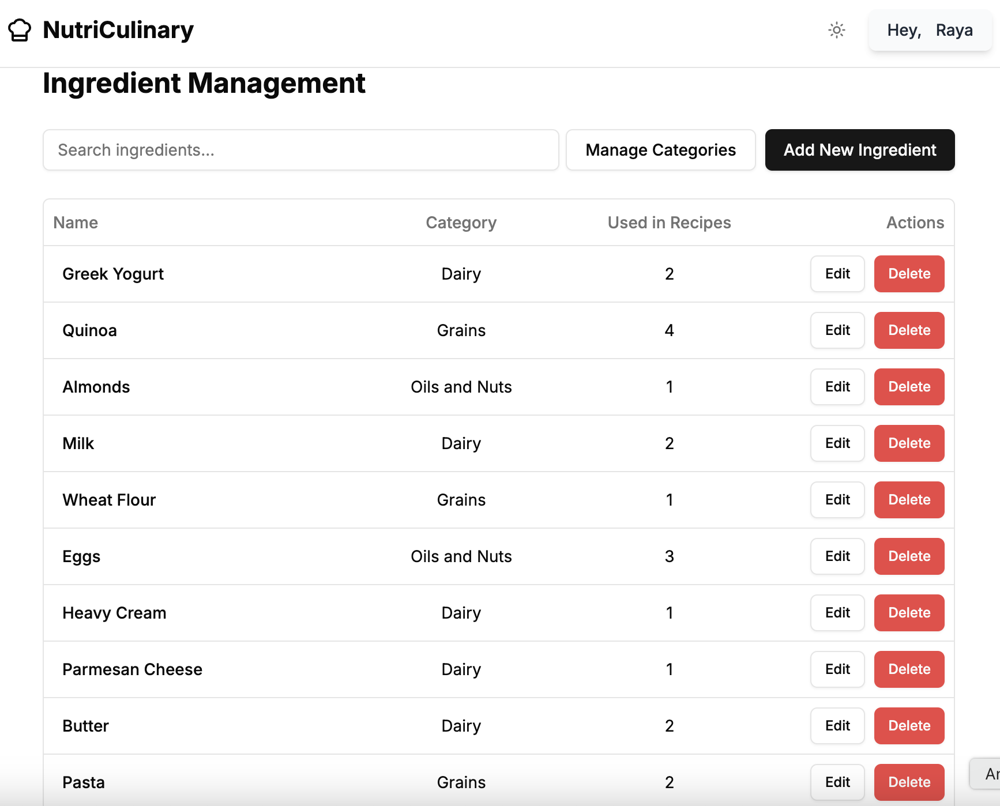 NutriCulinary
Hey, Raya
Ingredient Management
Search ingredients...
Manage Categories
Add New Ingredient
Name Category Used in Recipes Actions
Greek Yogurt Dairy 2 Edit Delete
Quinoa Grains 4 Edit Delete
Almonds Oils and Nuts 1 Edit Delete
Milk Dairy 2 Edit Delete
Wheat Flour Grains 1 Edit Delete
Eggs Oils and Nuts 3 Edit Delete
Heavy Cream Dairy 1 Edit Delete
Parmesan Cheese Dairy 1 Edit Delete
Butter Dairy 2 Edit Delete
Pasta Grains 2 Edit Delete